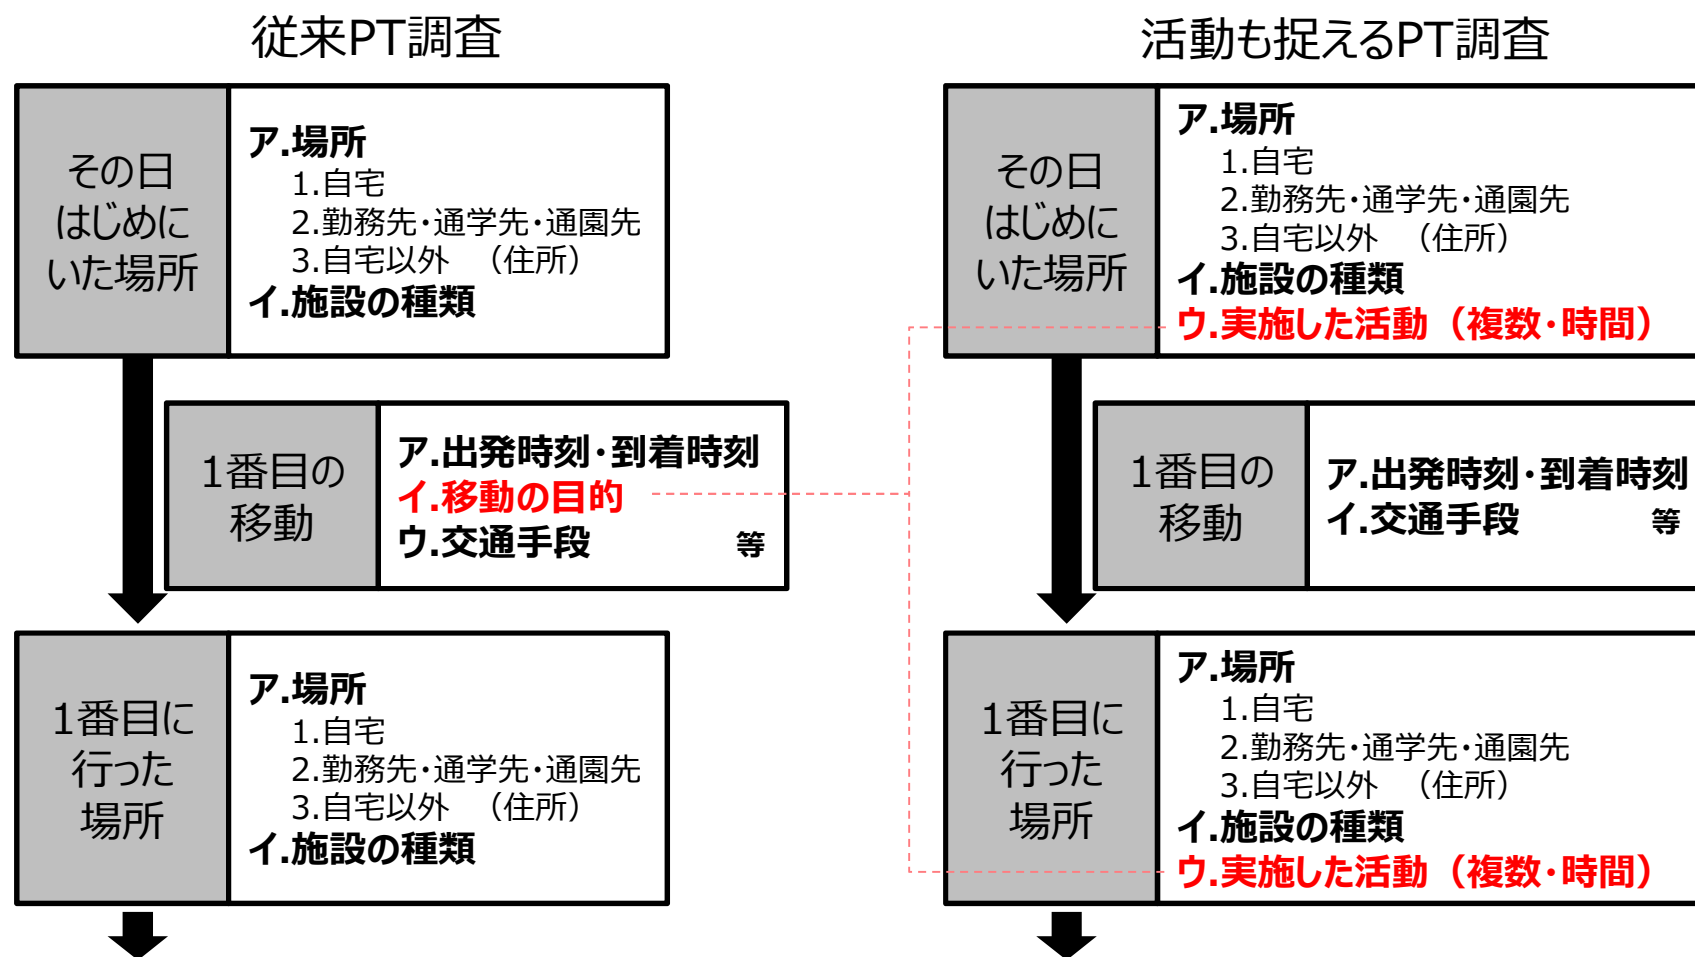 従来PT調査
その日
はじめに
いた場所
ア.場所
1.自宅
2.勤務先・通学先・通園先
3.自宅以外 （住所）
イ.施設の種類
1番目の
移動
ア.出発時刻・到着時刻
イ.移動の目的
ウ.交通手段 等
1番目に
行った
場所
ア.場所
1.自宅
2.勤務先・通学先・通園先
3.自宅以外 （住所）
イ.施設の種類
活動も捉えるPT調査
その日
はじめに
いた場所
ア.場所
1.自宅
2.勤務先・通学先・通園先
3.自宅以外 （住所）
イ.施設の種類
ウ.実施した活動（複数・時間）
1番目の
移動
ア.出発時刻・到着時刻
イ.交通手段 等
1番目に
行った
場所
ア.場所
1.自宅
2.勤務先・通学先・通園先
3.自宅以外 （住所）
イ.施設の種類
ウ.実施した活動（複数・時間）